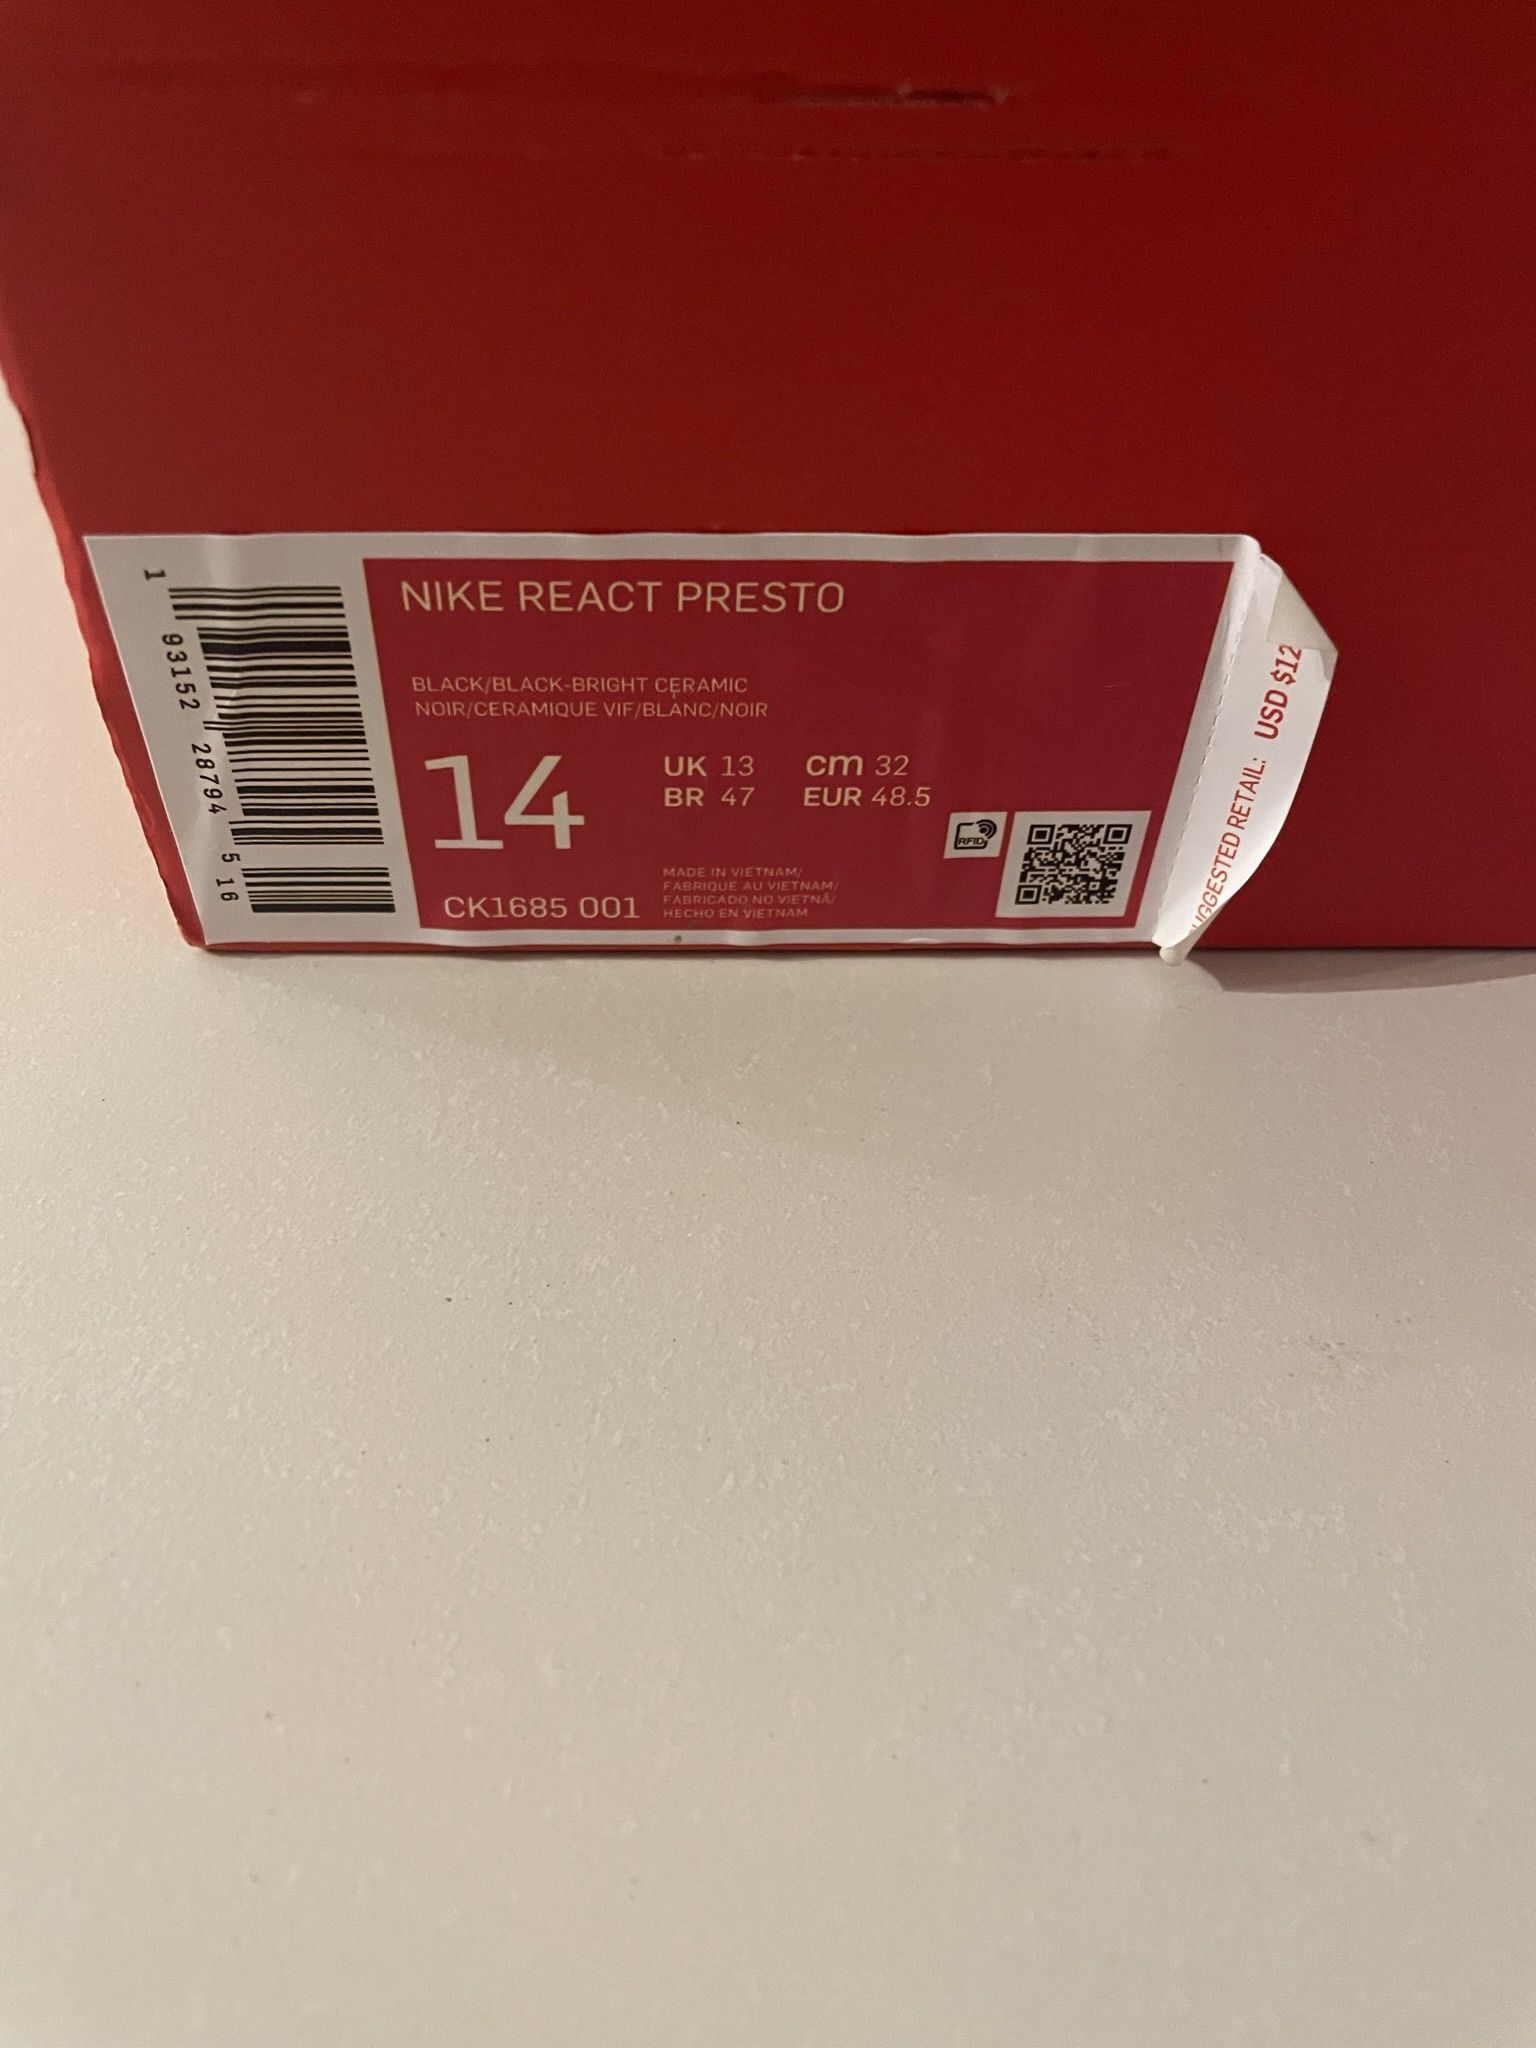 NIKE REACT PRESTO
BLACK/BLACK-BRIGHT CERAMIC
NOIR/CERAMIQUE VIF/BLANC/NOIR
14
UK 13
cm 32
BR 47
EUR 48.5
CK1685 001
MADE IN VIETNAM/
FABRIQUE AU VIETNAM/
FABRICADO NO VIETNÃ/
HECHO EN VIETNAM
RFID
1 93152 28794 5 16
UGGESTED RETAIL: USD $12